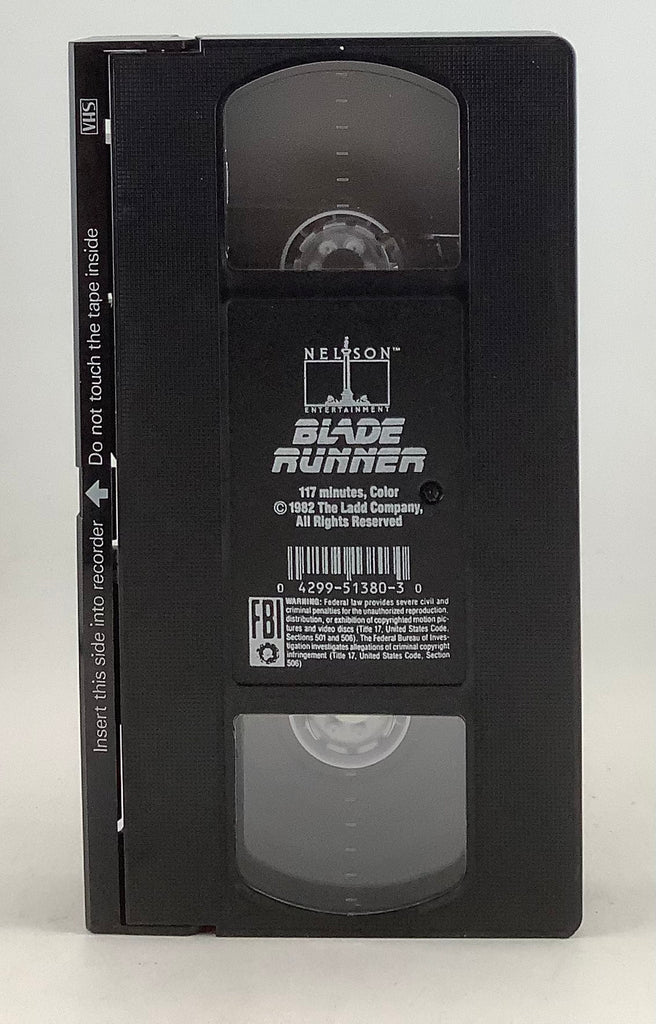 VHS
Insert this side into recorder ⬆ Do not touch the tape inside
NELSON™
ENTERTAINMENT
BLADE
RUNNER
117 minutes, Color
© 1982 The Ladd Company,
All Rights Reserved
0 4299-51380-3 0
FBI
WARNING: Federal law provides severe civil and
criminal penalties for the unauthorized reproduction,
distribution, or exhibition of copyrighted motion pic-
tures and video discs (Title 17, United States Code,
Sections 501 and 506). The Federal Bureau of Inves-
tigation investigates allegations of criminal copyright
infringement (Title 17, United States Code, Section
506)